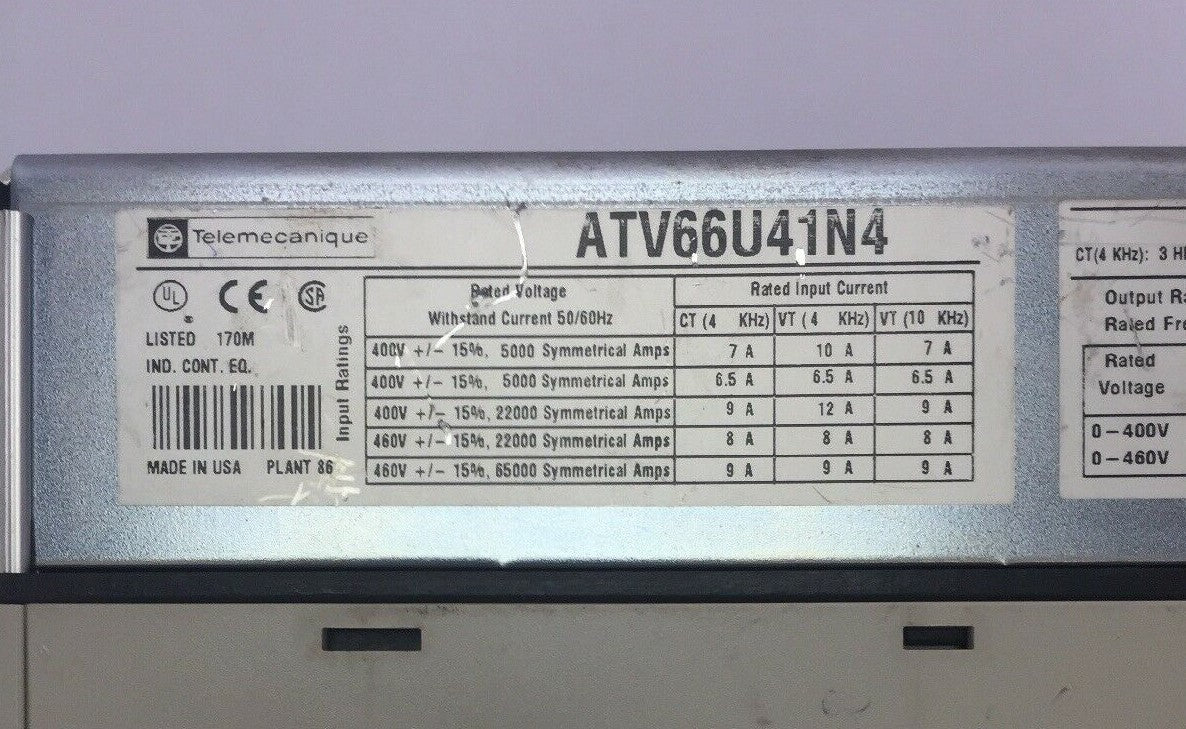 Telemecanique
ATV66U41N4
UL CE SA
LISTED 170M
IND. CONT. EQ.
MADE IN USA PLANT 86
Input Ratings
Rated Voltage
Withstand Current 50/60Hz
Rated Input Current
CT (4 KHz) VT (4 KHz) VT (10 KHz)
400V +/- 15%, 5000 Symmetrical Amps 7 A 10 A 7 A
400V +/- 15%, 5000 Symmetrical Amps 6.5 A 6.5 A 6.5 A
400V +/- 15%, 22000 Symmetrical Amps 9 A 12 A 9 A
460V +/- 15%, 22000 Symmetrical Amps 8 A 8 A 8 A
460V +/- 15%, 65000 Symmetrical Amps 9 A 9 A 9 A
CT(4 KHz): 3
Output
Rated
Rated
Voltage
0-400V
0-460V